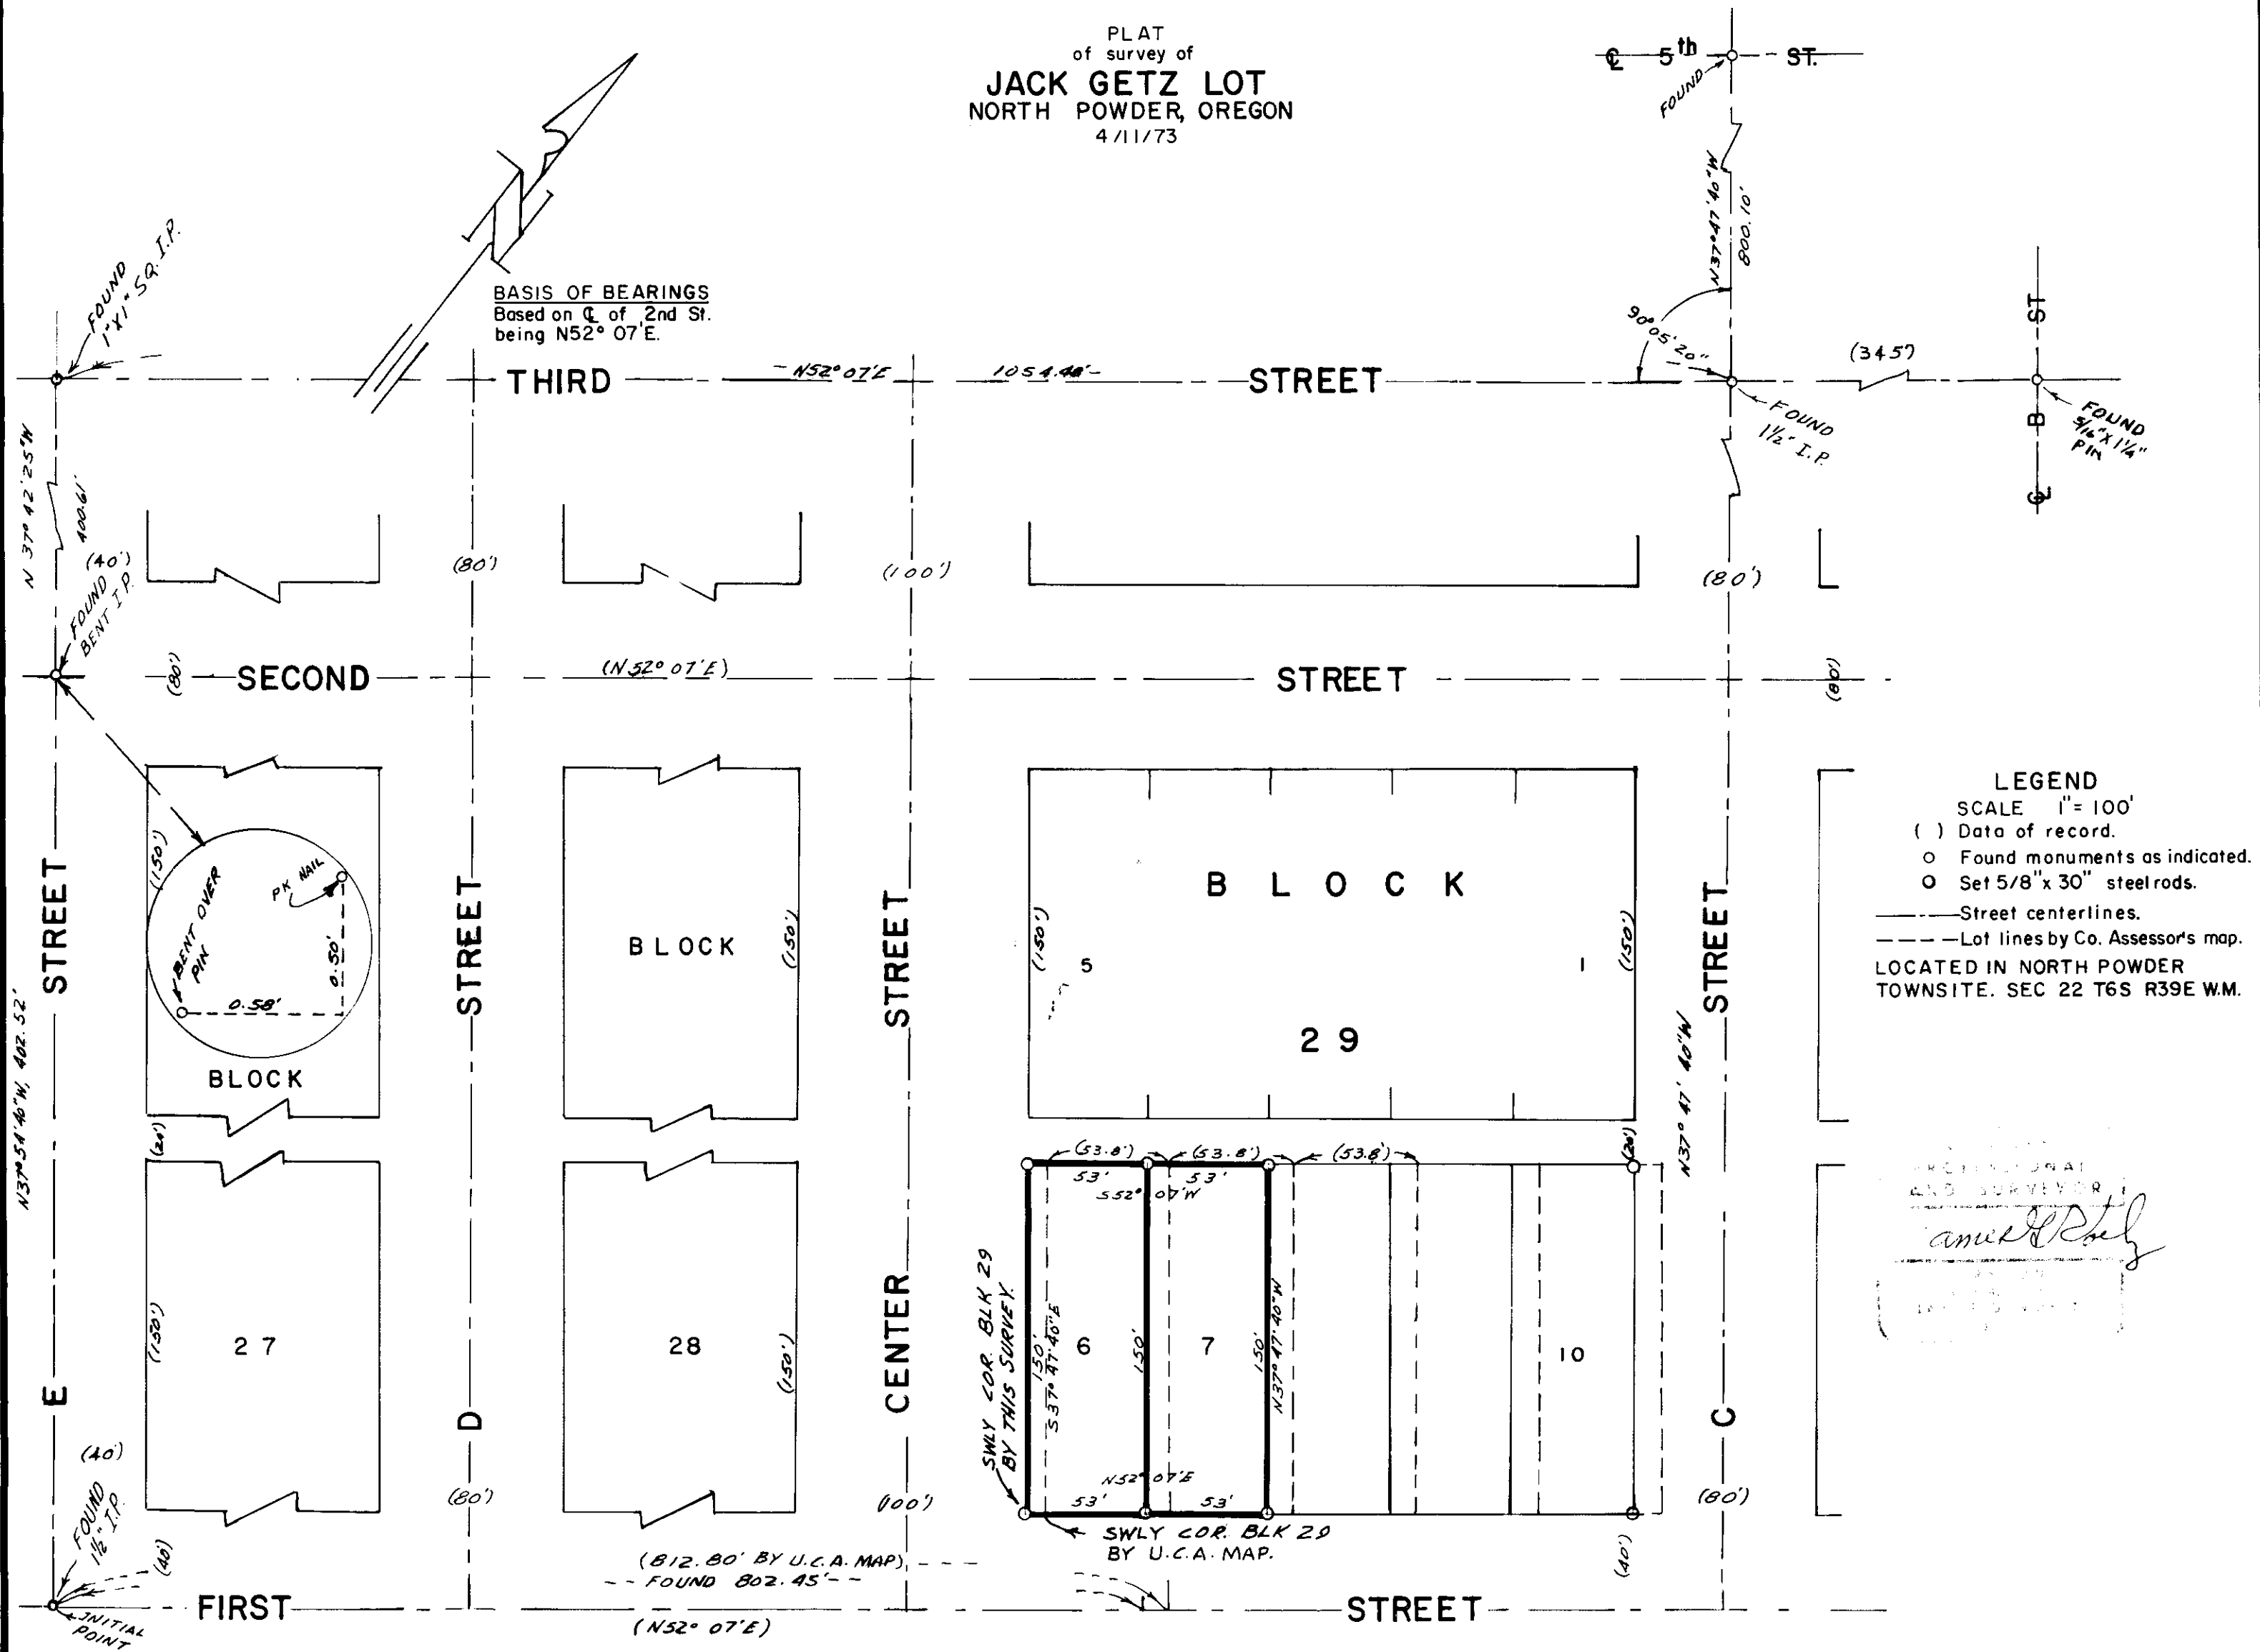 PLAT
of survey of
JACK GETZ LOT
NORTH POWDER, OREGON
4/11/73
℄ 5th ST.
FOUND
N37°47'40"W
800.10'
90°05'20"
(345')
℄ B ST
FOUND
5/16" X 1¼"
PIN
FOUND
1½" I.P.
N
BASIS OF BEARINGS
Based on ℄ of 2nd St.
being N52° 07'E.
FOUND
1" X 1" SQ. I.P.
THIRD N52°07'E STREET
N 37° 42' 25" W
400.61'
(40')
(80')
(100')
(80')
FOUND
BENT I.P.
(80')
SECOND (N52° 07'E) STREET
(80')
(150')
BENT OVER
PIN
PK NAIL
0.50'
0.58'
BLOCK
BLOCK
(150')
BLOCK
(150')
5
1
(150')
29
E STREET
D STREET
CENTER STREET
C STREET
N37°54'40"W, 402.52'
N37° 47' 40"W
(20')
(20')
(53.8') (53.8') (53.8')
53' 53'
S52° 07'W
(150')
27
28
(150')
SWLY COR. BLK 29
BY THIS SURVEY.
150'
S37°47'40"E
6
150'
7
150'
N37°47'40"W
10
N52° 07'E
53' 53'
SWLY COR. BLK 29
BY U.C.A. MAP.
(40')
(80')
(100')
(80')
FOUND
1½" I.P.
(40)
(40')
(812.80' BY U.C.A. MAP)
FOUND 802.45'
FIRST STREET
(N52° 07'E)
INITIAL
POINT
LEGEND
SCALE 1"= 100'
( ) Data of record.
Found monuments as indicated.
Set 5/8"x 30" steel rods.
Street centerlines.
Lot lines by Co. Assessor's map.
LOCATED IN NORTH POWDER
TOWNSITE. SEC 22 T6S R39E W.M.
SURVEYOR